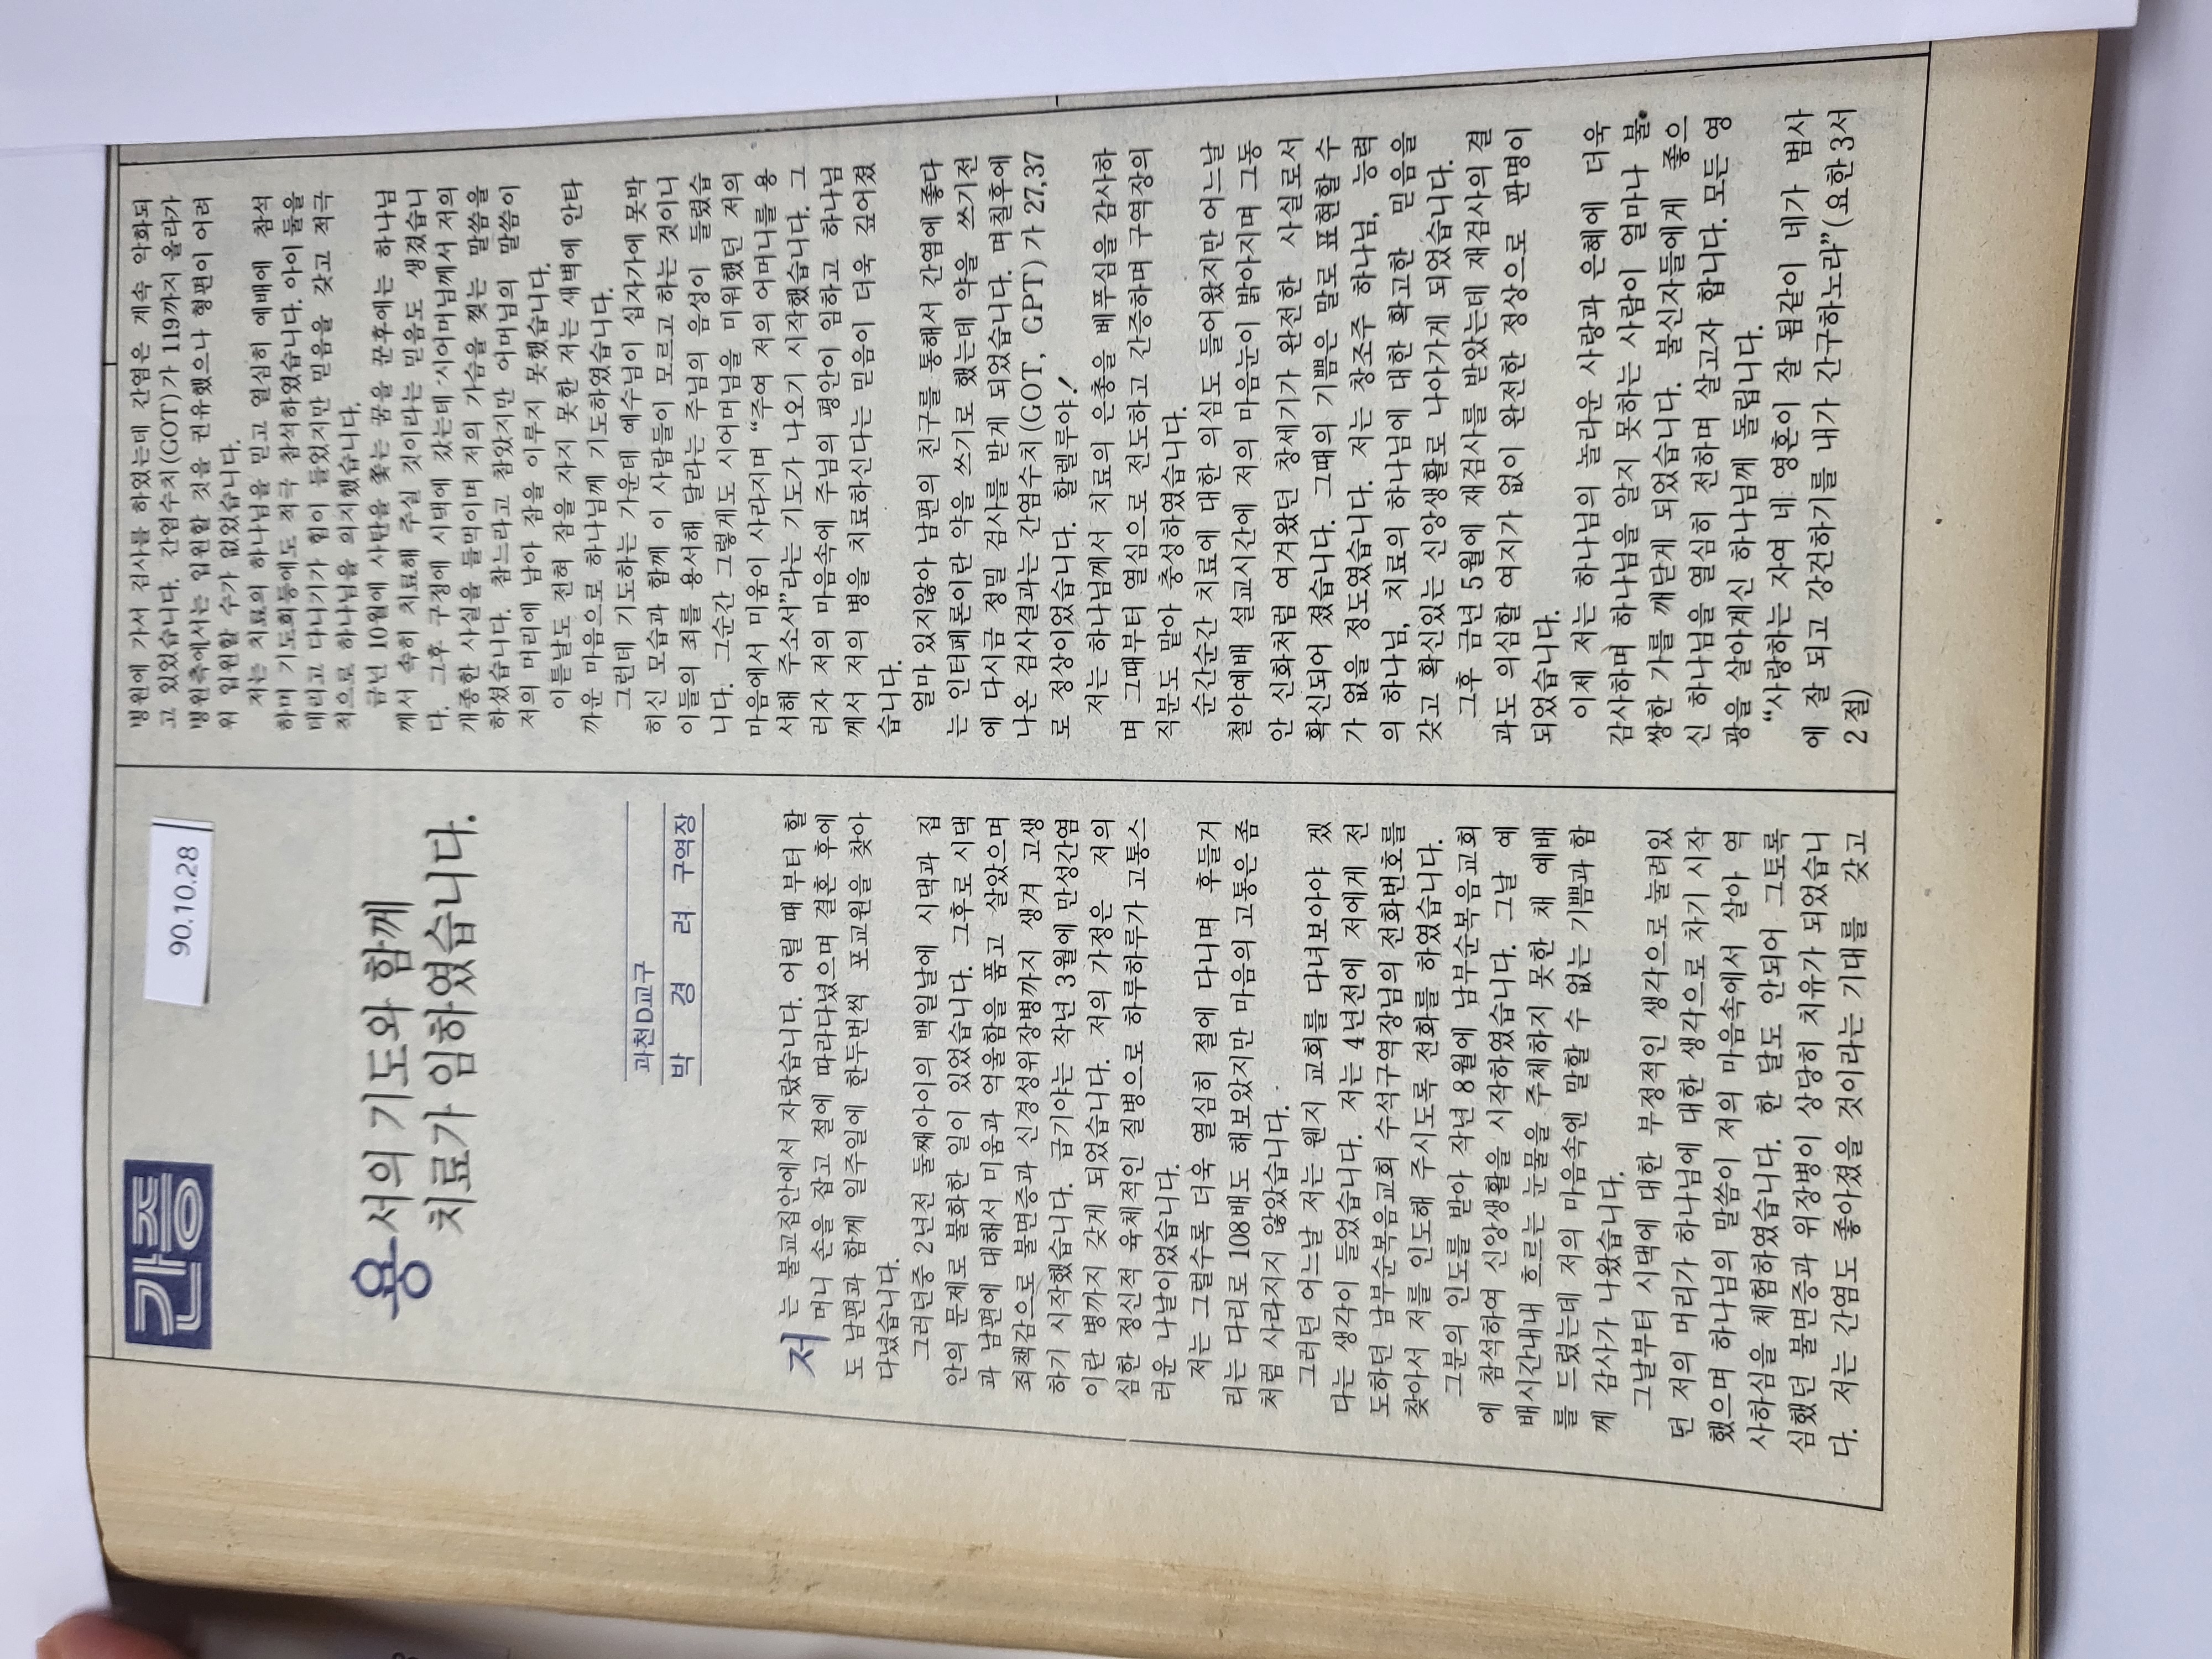 90.10.28
간증
용서의 기도와 함께
치료가 임하였습니다.
과천D교구
박 경 려 구역장
저는 불교집안에서 자랐습니다. 어릴 때부터 할
머니 손을 잡고 절에 따라다녔으며 결혼 후에
도 남편과 함께 일주일에 한두번씩 포교원을 찾아
다녔습니다.
그러던중 2년전 둘째아이의 백일날에 시댁과 집
안의 문제로 불화한 일이 있었습니다. 그후로 시댁
과 남편에 대해서 미움과 억울함을 품고 살았으며
죄책감으로 불면증과 신경성위장병까지 생겨 고생
하기 시작했습니다. 급기야는 작년 3월에 만성간염
이란 병까지 갖게 되었습니다. 저의 가정은 저의
심한 정신적 육체적인 질병으로 하루하루가 고통스
러운 나날이었습니다.
저는 그럴수록 더욱 열심히 절에 다니며 후들거
리는 다리로 108배도 해보았지만 마음의 고통은 좀
처럼 사라지지 않았습니다.
그러던 어느날 저는 웬지 교회를 다녀보아야 겠
다는 생각이 들었습니다. 저는 4년전에 저에게 전
도하던 남부순복음교회 수석구역장님의 전화번호를
찾아서 저를 인도해 주시도록 전화를 하였습니다.
그분의 인도를 받아 작년 8월에 남부순복음교회
에 참석하여 신앙생활을 시작하였습니다. 그날 예
배시간내내 흐르는 눈물을 주체하지 못한 채 예배
를 드렸는데 저의 마음속엔 말할 수 없는 기쁨과 함
께 감사가 나왔습니다.
그날부터 시댁에 대한 부정적인 생각으로 눌려있
던 저의 머리가 하나님에 대한 생각으로 차기 시작
했으며 하나님의 말씀이 저의 마음속에서 살아 역
사하심을 체험하였습니다. 한 달도 안되어 그토록
심했던 불면증과 위장병이 상당히 치유가 되었습니
다. 저는 간염도 좋아졌을 것이라는 기대를 갖고
병원에 가서 검사를 하였는데 간염은 계속 악화되
고 있었습니다. 간염수치(GOT)가 119까지 올라가
병원측에서는 입원할 것을 권유했으나 형편이 어려
워 입원할 수가 없었습니다.
저는 치료의 하나님을 믿고 열심히 예배에 참석
하며 기도회등에도 적극 참석하였습니다. 아이 둘을
데리고 다니기가 힘이 들었지만 믿음을 갖고 적극
적으로 하나님을 의지했습니다.
금년 10월에 사탄을 쫓는 꿈을 꾼후에는 하나님
께서 속히 치료해 주실 것이라는 믿음도 생겼습니
다. 그후 구정에 시댁에 갔는데 시어머님께서 저의
개종한 사실을 들먹이며 저의 가슴을 찢는 말씀을
하셨습니다. 참느라고 참았지만 어머님의 말씀이
저의 머리에 남아 잠을 이루지 못했습니다.
이튿날도 전혀 잠을 자지 못한 저는 새벽에 안타
까운 마음으로 하나님께 기도하였습니다.
그런데 기도하는 가운데 예수님이 십자가에 못박
히신 모습과 함께 이 사람들이 모르고 하는 것이니
이들의 죄를 용서해 달라는 주님의 음성이 들렸습
니다. 그순간 그렇게도 시어머님을 미워했던 저의
마음에서 미움이 사라지며 “주여 저의 어머니를 용
서해 주소서”라는 기도가 나오기 시작했습니다. 그
러자 저의 마음속에 주님의 평안이 임하고 하나님
께서 저의 병을 치료하신다는 믿음이 더욱 깊어졌
습니다.
얼마 있지않아 남편의 친구를 통해서 간염에 좋다
는 인터페론이란 약을 쓰기로 했는데 약을 쓰기전
에 다시금 정밀 검사를 받게 되었습니다. 며칠후에
나온 검사결과는 간염수치(GOT, GPT)가 27,37
로 정상이었습니다. 할렐루야!
저는 하나님께서 치료의 은총을 베푸심을 감사하
며 그때부터 열심으로 전도하고 간증하며 구역장의
직분도 맡아 충성하였습니다.
순간순간 치료에 대한 의심도 들어왔지만 어느날
철야예배 설교시간에 저의 마음눈이 밝아지며 그동
안 신화처럼 여겨왔던 창세기가 완전한 사실로서
확신되어 졌습니다. 그때의 기쁨은 말로 표현할 수
가 없을 정도였습니다. 저는 창조주 하나님, 능력
의 하나님, 치료의 하나님에 대한 확고한 믿음을
갖고 확신있는 신앙생활로 나아가게 되었습니다.
그후 금년 5월에 재검사를 받았는데 재검사의 결
과도 의심할 여지가 없이 완전한 정상으로 판명이
되었습니다.
이제 저는 하나님의 놀라운 사랑과 은혜에 더욱
감사하며 하나님을 알지 못하는 사람이 얼마나 불
쌍한 가를 깨닫게 되었습니다. 불신자들에게 좋으
신 하나님을 열심히 전하며 살고자 합니다. 모든 영
광을 살아계신 하나님께 돌립니다.
“사랑하는 자여 네 영혼이 잘 됨같이 네가 범사
에 잘 되고 강건하기를 내가 간구하노라”(요한3서
2절)